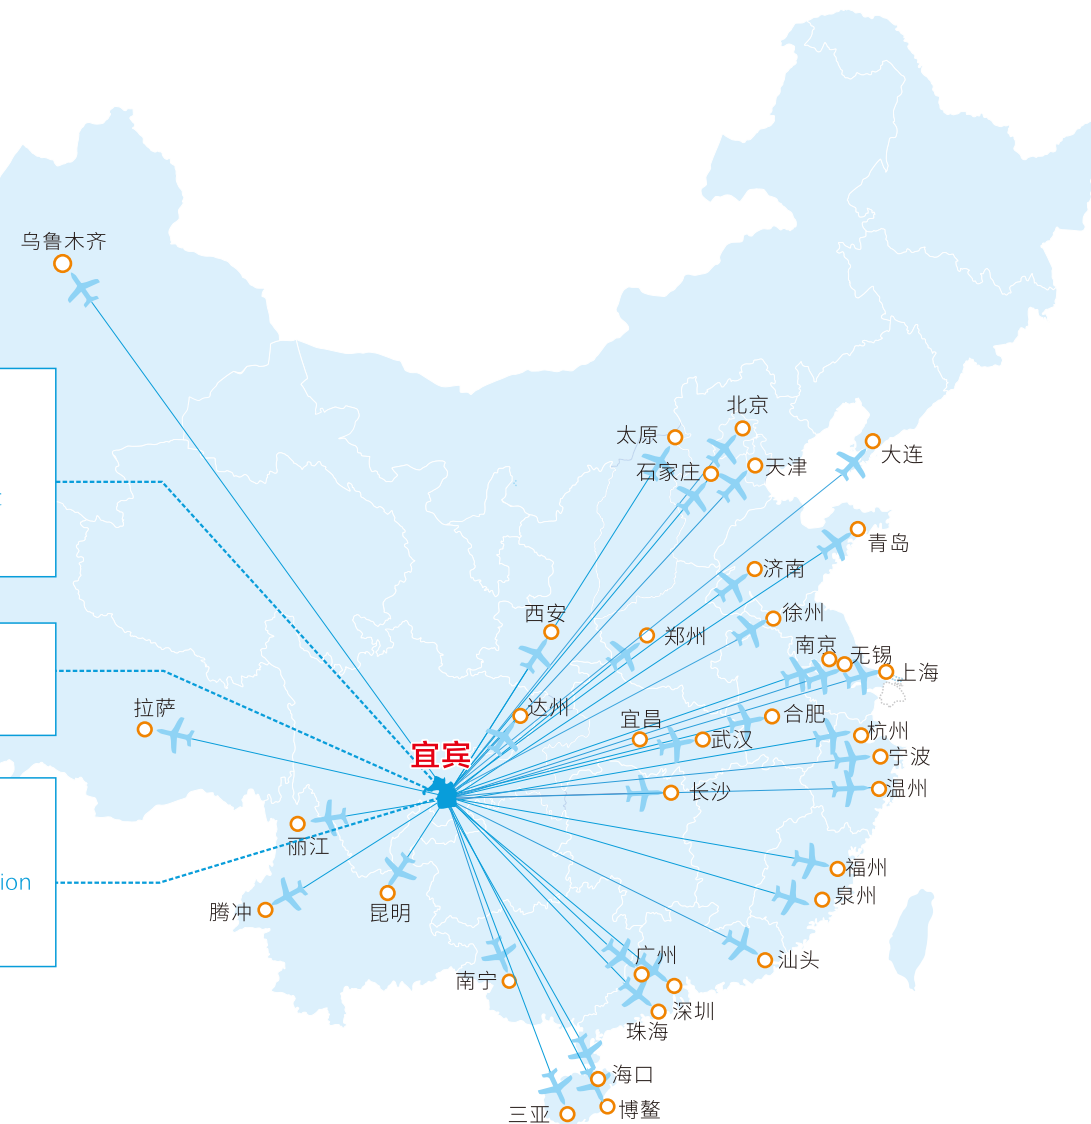 乌鲁木齐
北京
太原
大连
石家庄
天津
青岛
济南
西安
徐州
郑州
南京
无锡
上海
拉萨
达州
宜昌
合肥
武汉
杭州
宜宾
宁波
长沙
温州
丽江
福州
ion
泉州
腾冲
昆明
广州
汕头
南宁
深圳
珠海
海口
三亚
博鳌